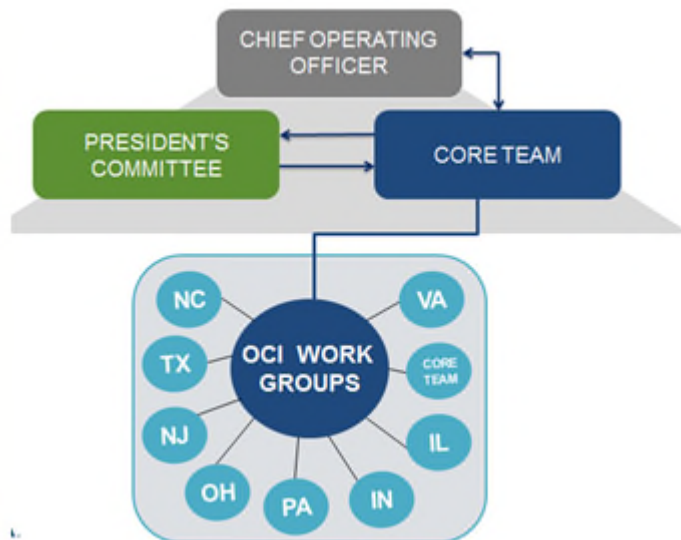 CHIEF OPERATING
OFFICER
PRESIDENT'S
COMMITTEE
CORE TEAM
NC
VA
OCI WORK
GROUPS
TX
CORE
TEAM
NJ
IL
OH
PA
IN